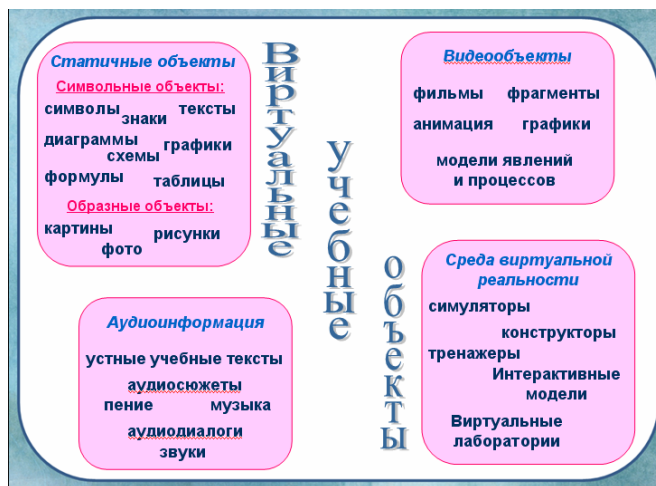 Виртуальные
учебные
объекты
Статичные объекты
Символьные объекты:
символы знаки тексты
диаграммы схемы графики
формулы таблицы
Образные объекты:
картины фото рисунки
Видеообъекты
фильмы фрагменты
анимация графики
модели явлений
и процессов
Аудиоинформация
устные учебные тексты
аудиосюжеты
пение музыка
аудиодиалоги
звуки
Среда виртуальной
реальности
симуляторы
конструкторы
тренажеры
Интерактивные
модели
Виртуальные
лаборатории